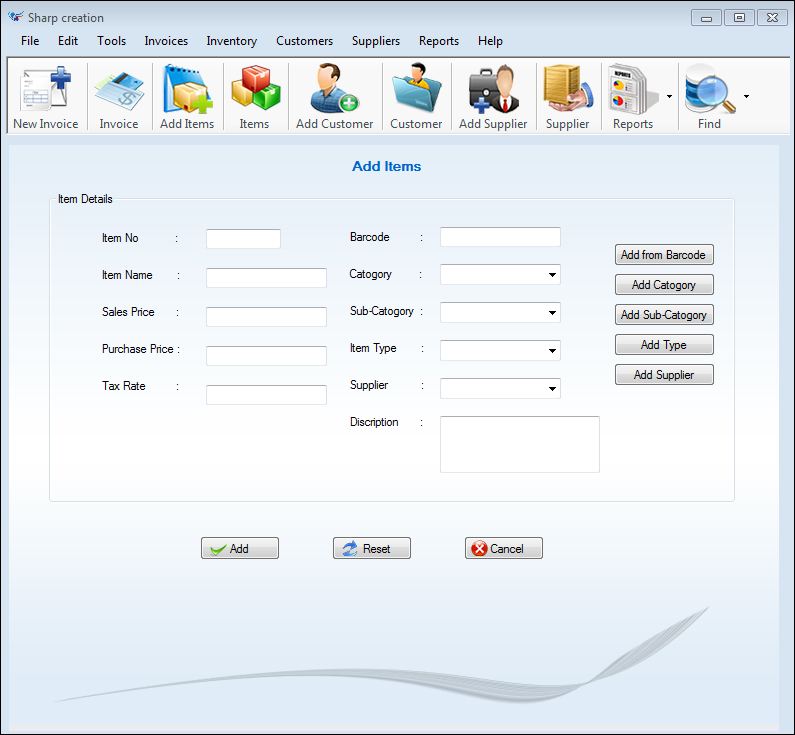 Sharp creation
File Edit Tools Invoices Inventory Customers Suppliers Reports Help
REPORTS
New Invoice Invoice Add Items Items Add Customer Customer Add Supplier Supplier Reports Find
Add Items
Item Details
Item No :
Barcode :
Add from Barcode
Item Name :
Catogory :
Add Catogory
Sales Price :
Sub-Catogory :
Add Sub-Catogory
Purchase Price :
Item Type :
Add Type
Tax Rate :
Supplier :
Add Supplier
Discription :
Add Reset Cancel